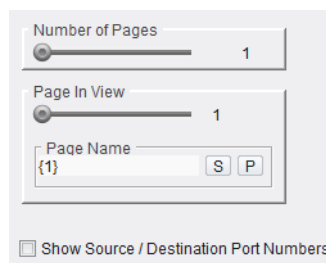 Number of Pages
1
Page In View
1
Page Name
{1} S P
Show Source / Destination Port Numbers